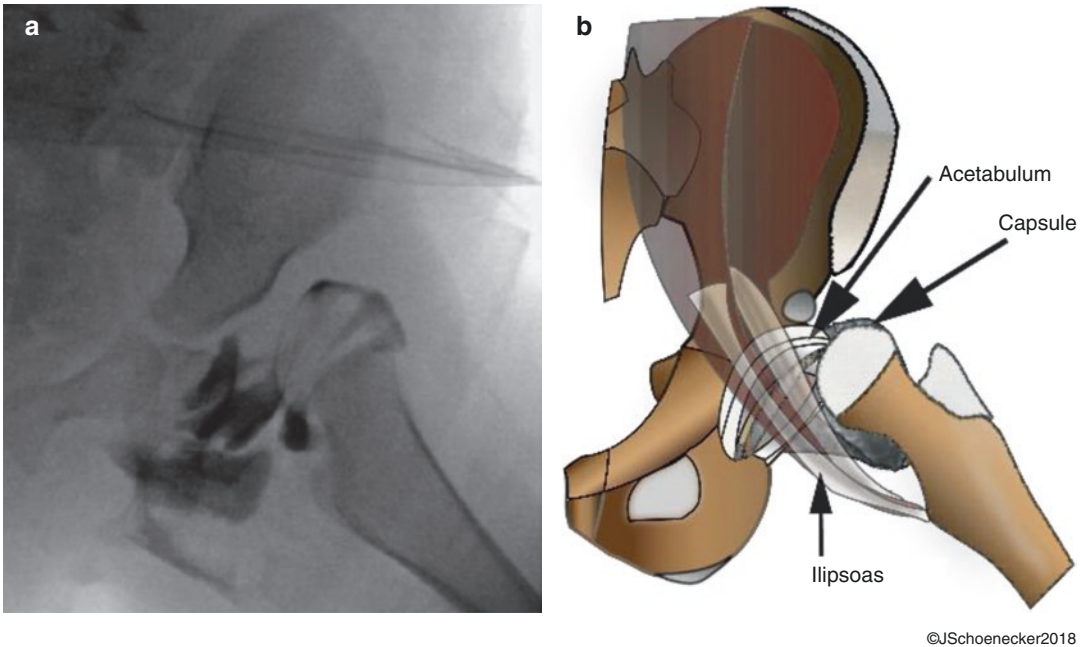 a
b
Acetabulum
Capsule
Ilipsoas
©JSchoenecker2018